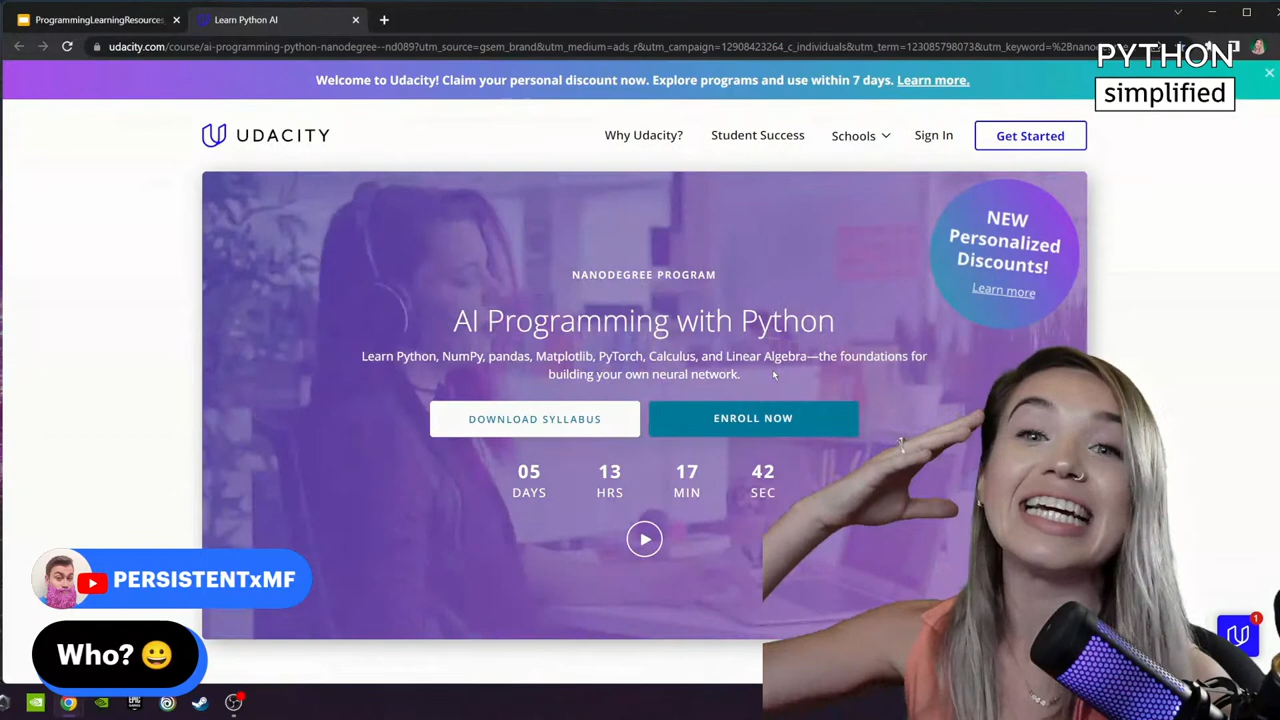 ProgrammingLearningResources
Learn Python AI
udacity.com/course/ai-programming-python-nanodegree--nd089?utm_source=gsem_brand&utm_medium=ads_r&utm_campaign=12908423264_c_individuals&utm_term=123085798073&utm_keyword=%2Bnano
PYTHON
simplified
Welcome to Udacity! Claim your personal discount now. Explore programs and use within 7 days. Learn more.
UDACITY
Why Udacity?
Student Success
Schools
Sign In
Get Started
NEW
Personalized
Discounts!
Learn more
NANODEGREE PROGRAM
AI Programming with Python
Learn Python, NumPy, pandas, Matplotlib, PyTorch, Calculus, and Linear Algebra—the foundations for
building your own neural network.
DOWNLOAD SYLLABUS
ENROLL NOW
05 13 17 42
DAYS HRS MIN SEC
PERSISTENTxMF
Who? 😀
1